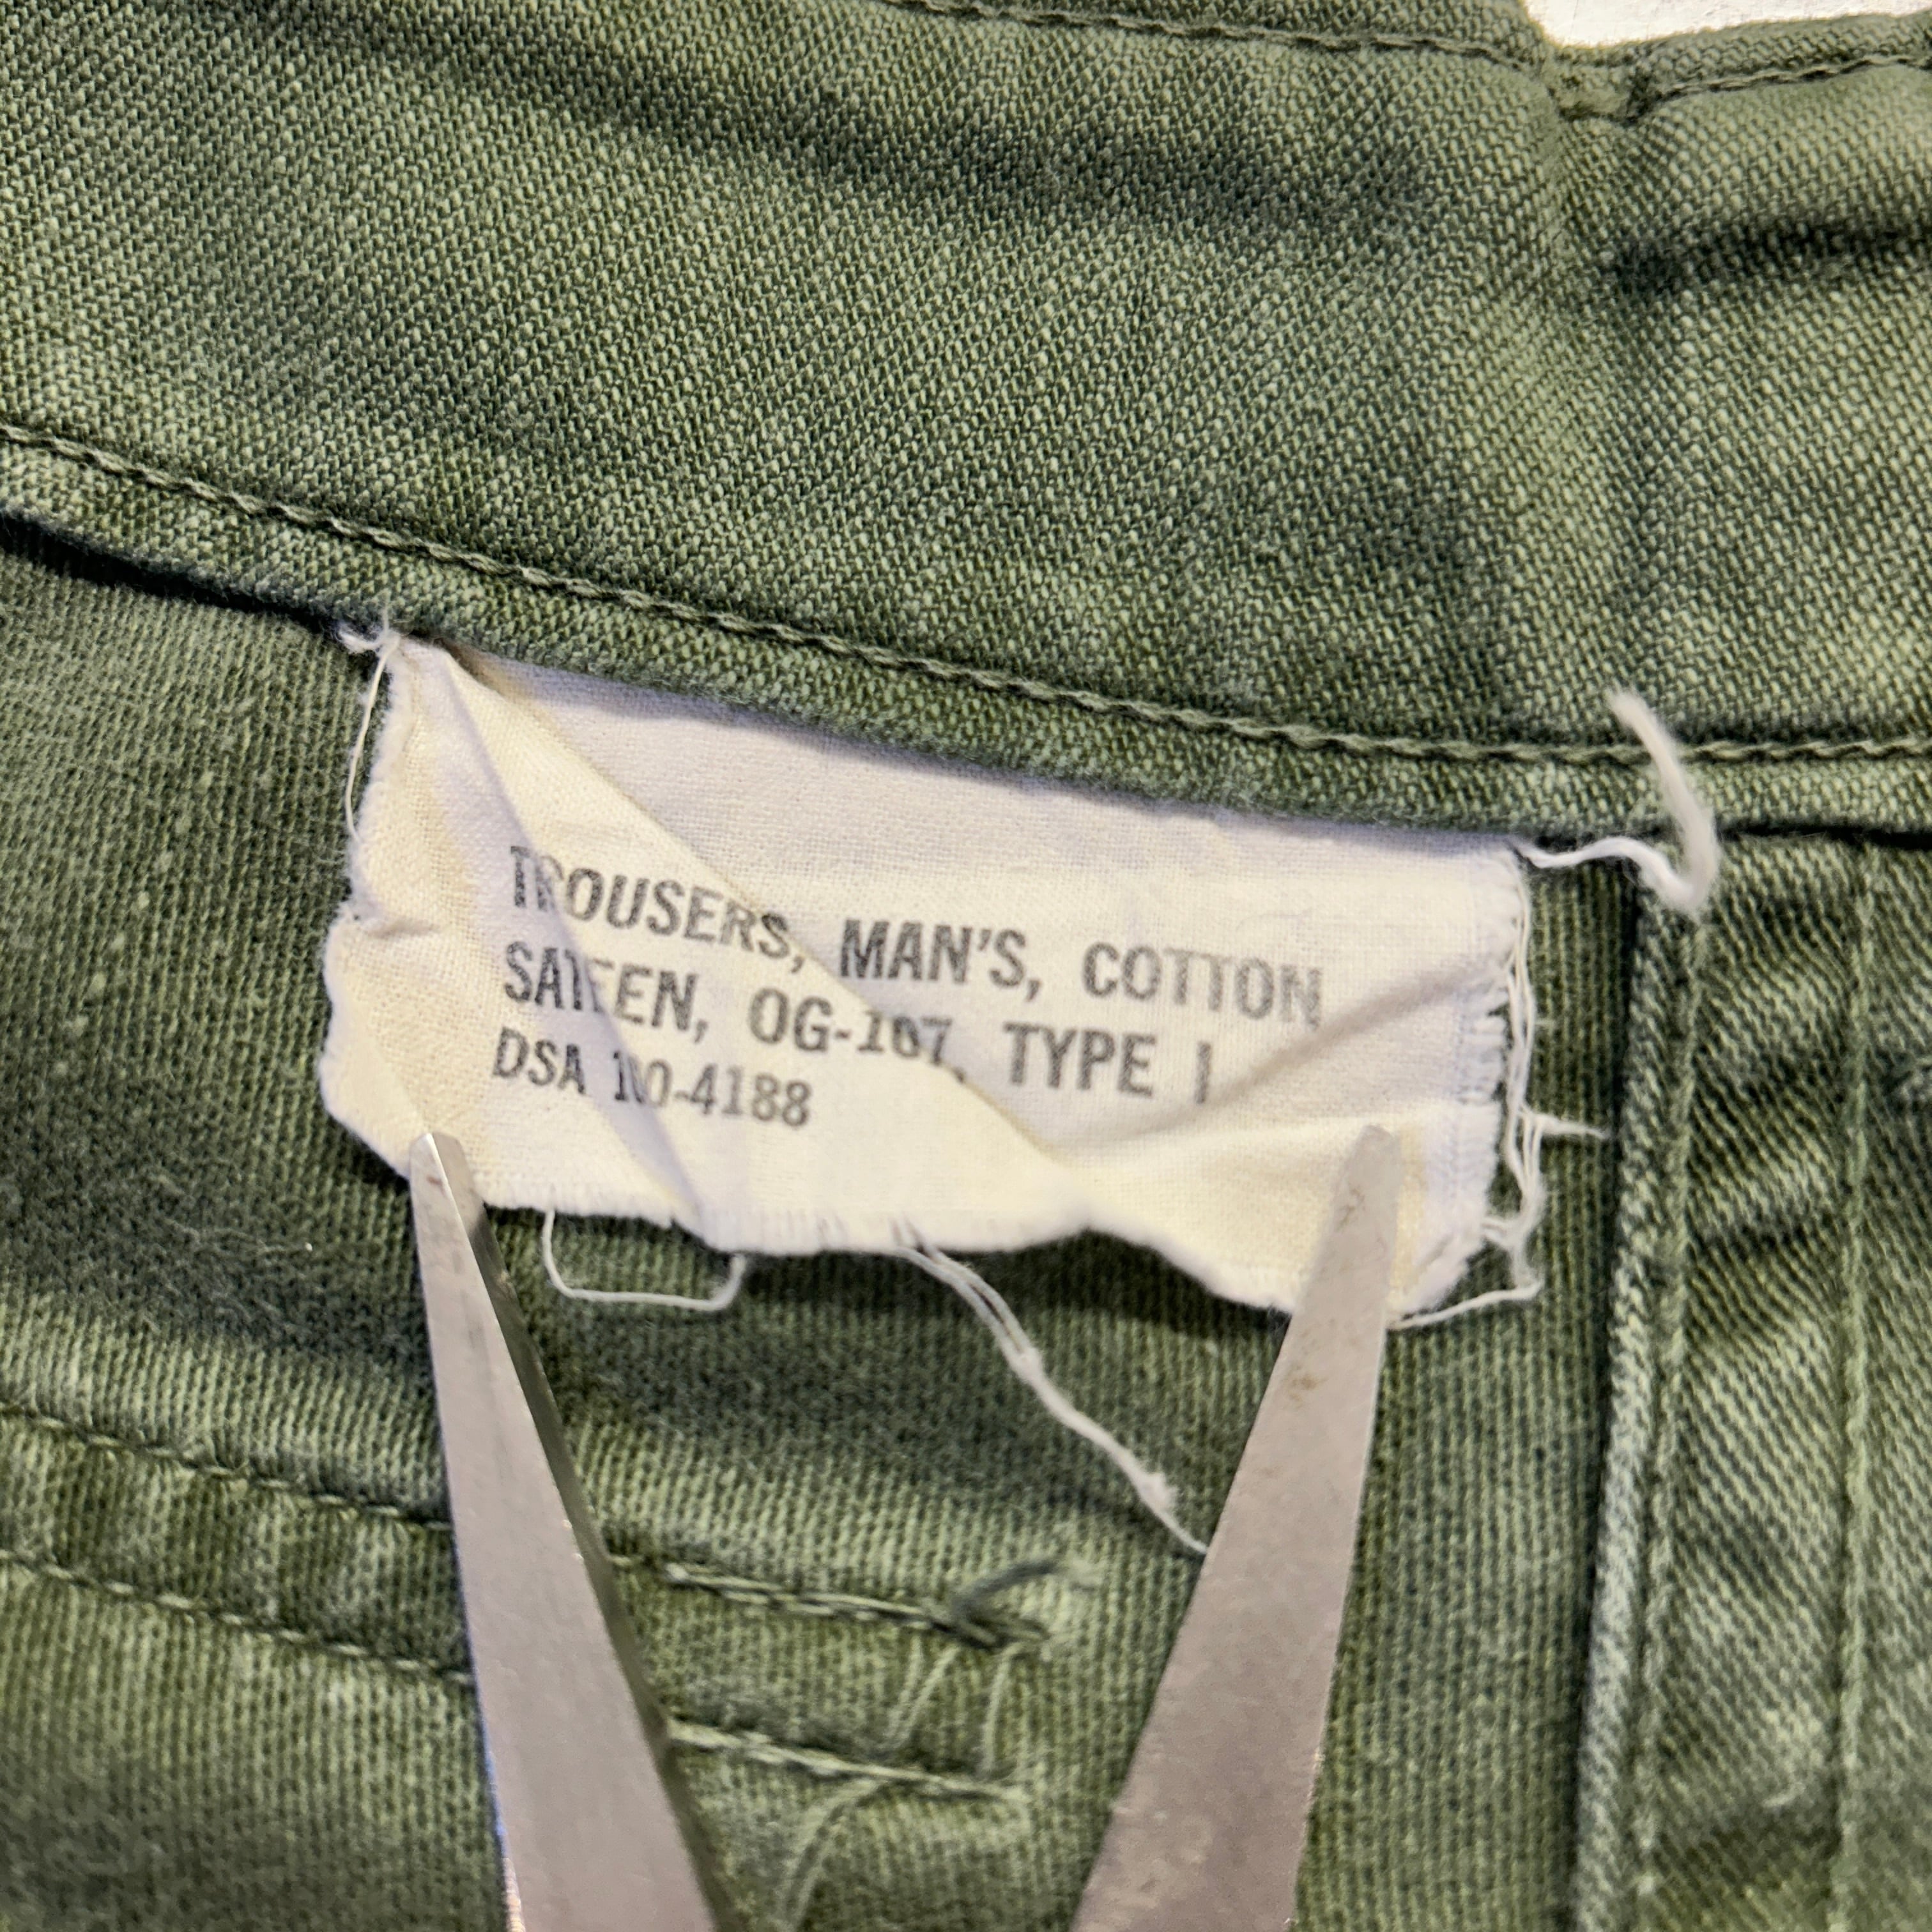 TROUSERS, MAN'S, COTTON
SATEEN, OG-107, TYPE I
DSA 100-4188